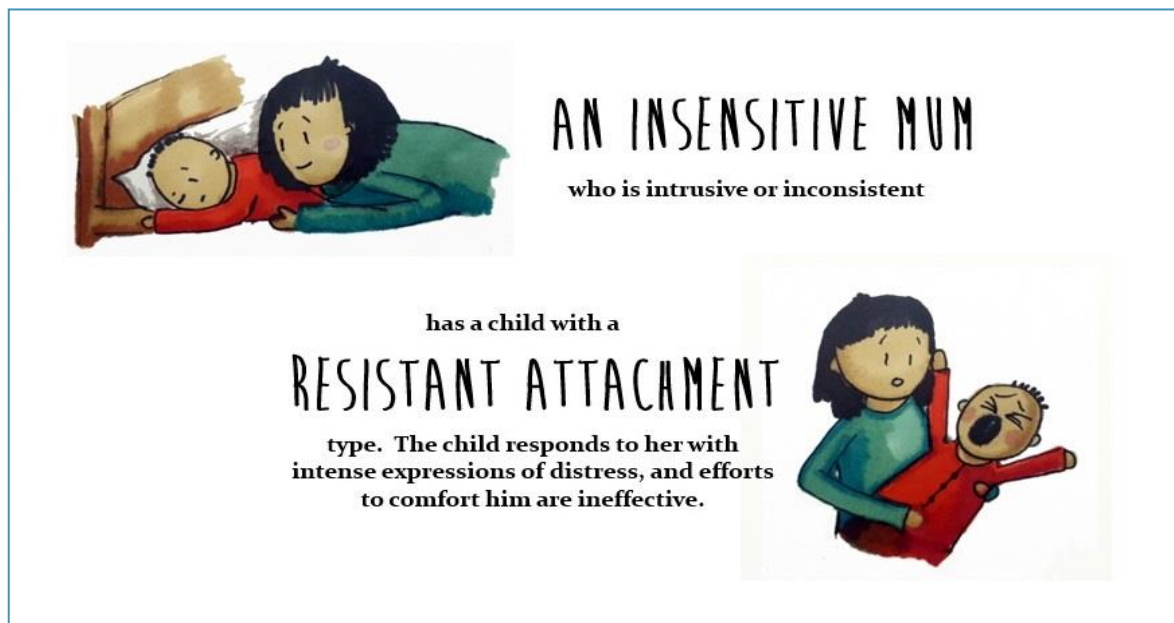 AN INSENSITIVE MUM
who is intrusive or inconsistent
has a child with a
RESISTANT ATTACHMENT
type.  The child responds to her with
intense expressions of distress, and efforts
to comfort him are ineffective.